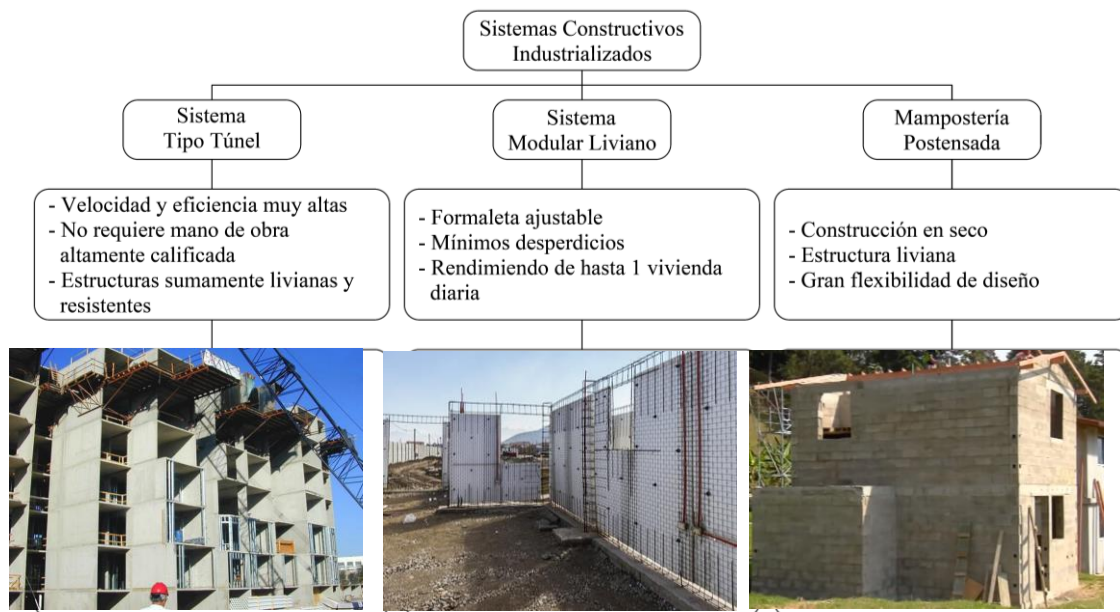 Sistemas Constructivos
Industrializados
Sistema
Tipo Túnel
Sistema
Modular Liviano
Mampostería
Postensada
- Velocidad y eficiencia muy altas
- No requiere mano de obra
altamente calificada
- Estructuras sumamente livianas y
resistentes
- Formaleta ajustable
- Mínimos desperdicios
- Rendimiendo de hasta 1 vivienda
diaria
- Construcción en seco
- Estructura liviana
- Gran flexibilidad de diseño